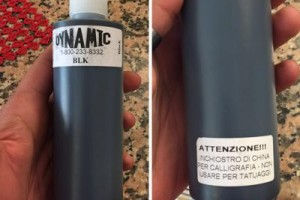 DYNAMIC
1-800-233-8332
BLK
ATTENZIONE!!!
INCHIOSTRO DI CHINA
PER CALLIGRAFIA - NON
USARE PER TATUAGGI